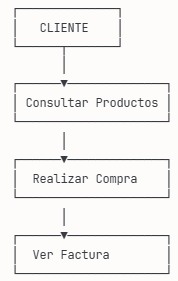 CLIENTE
Consultar Productos
Realizar Compra
Ver Factura